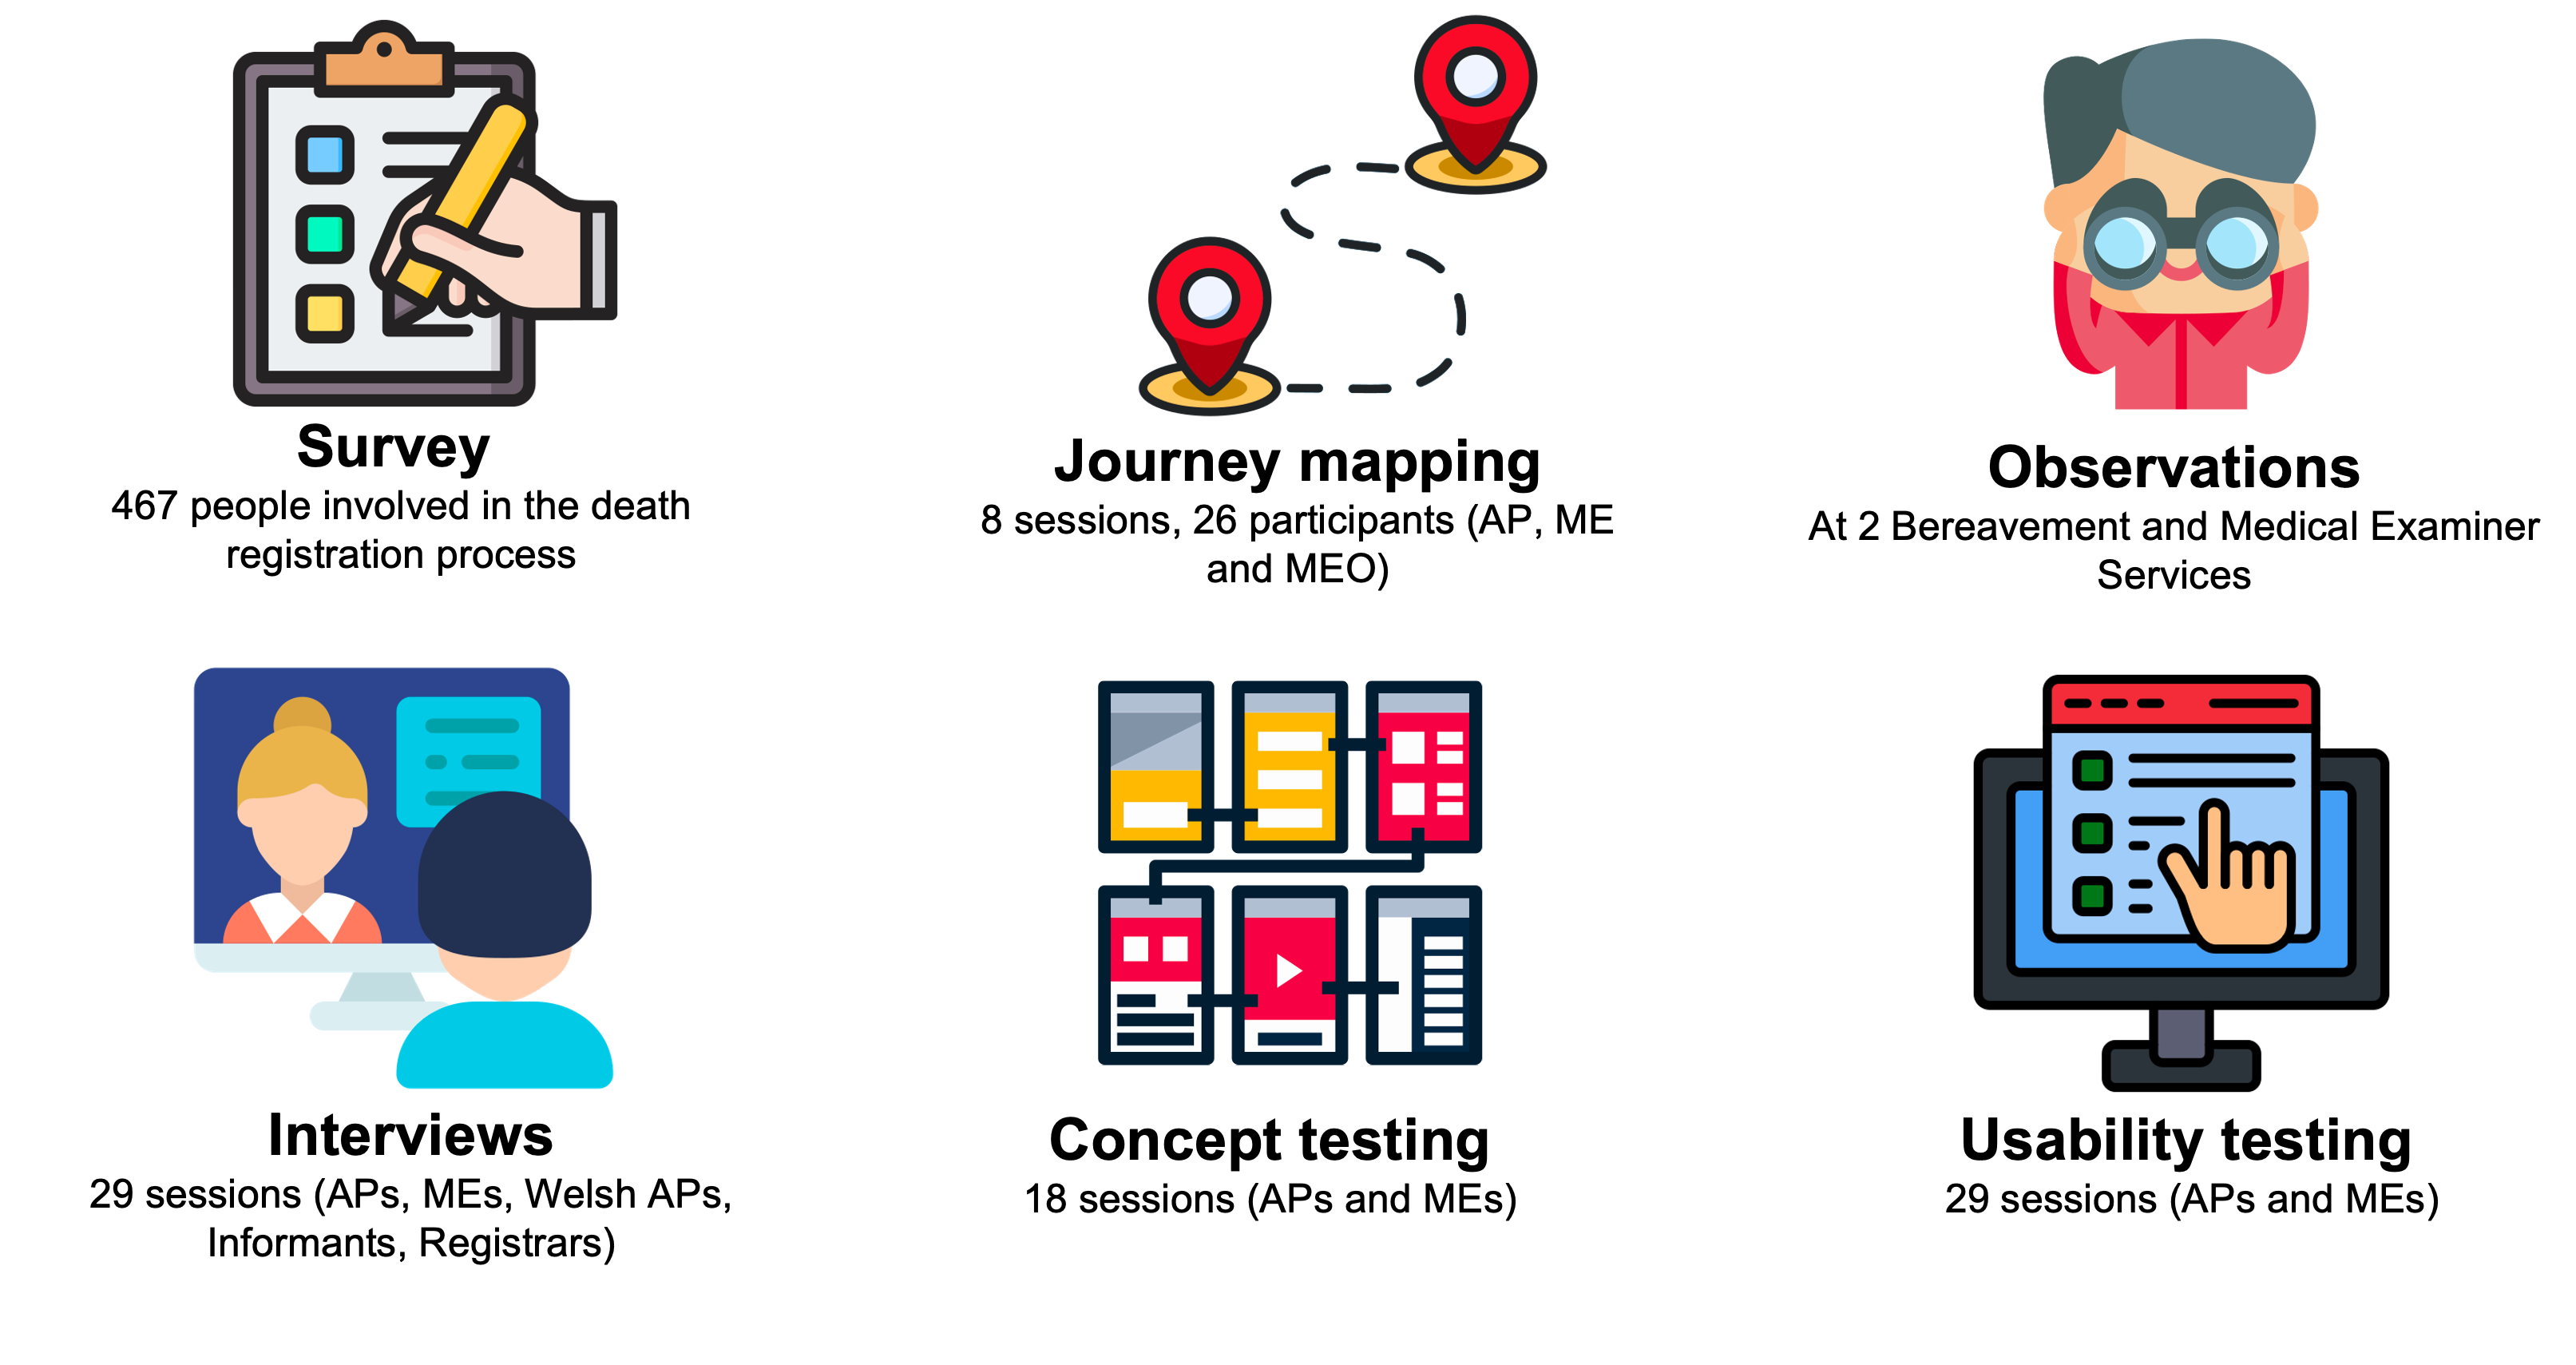 Survey
467 people involved in the death
registration process
Journey mapping
8 sessions, 26 participants (AP, ME
and MEO)
Observations
At 2 Bereavement and Medical Examiner
Services
Interviews
29 sessions (APs, MEs, Welsh APs,
Informants, Registrars)
Concept testing
18 sessions (APs and MEs)
Usability testing
29 sessions (APs and MEs)